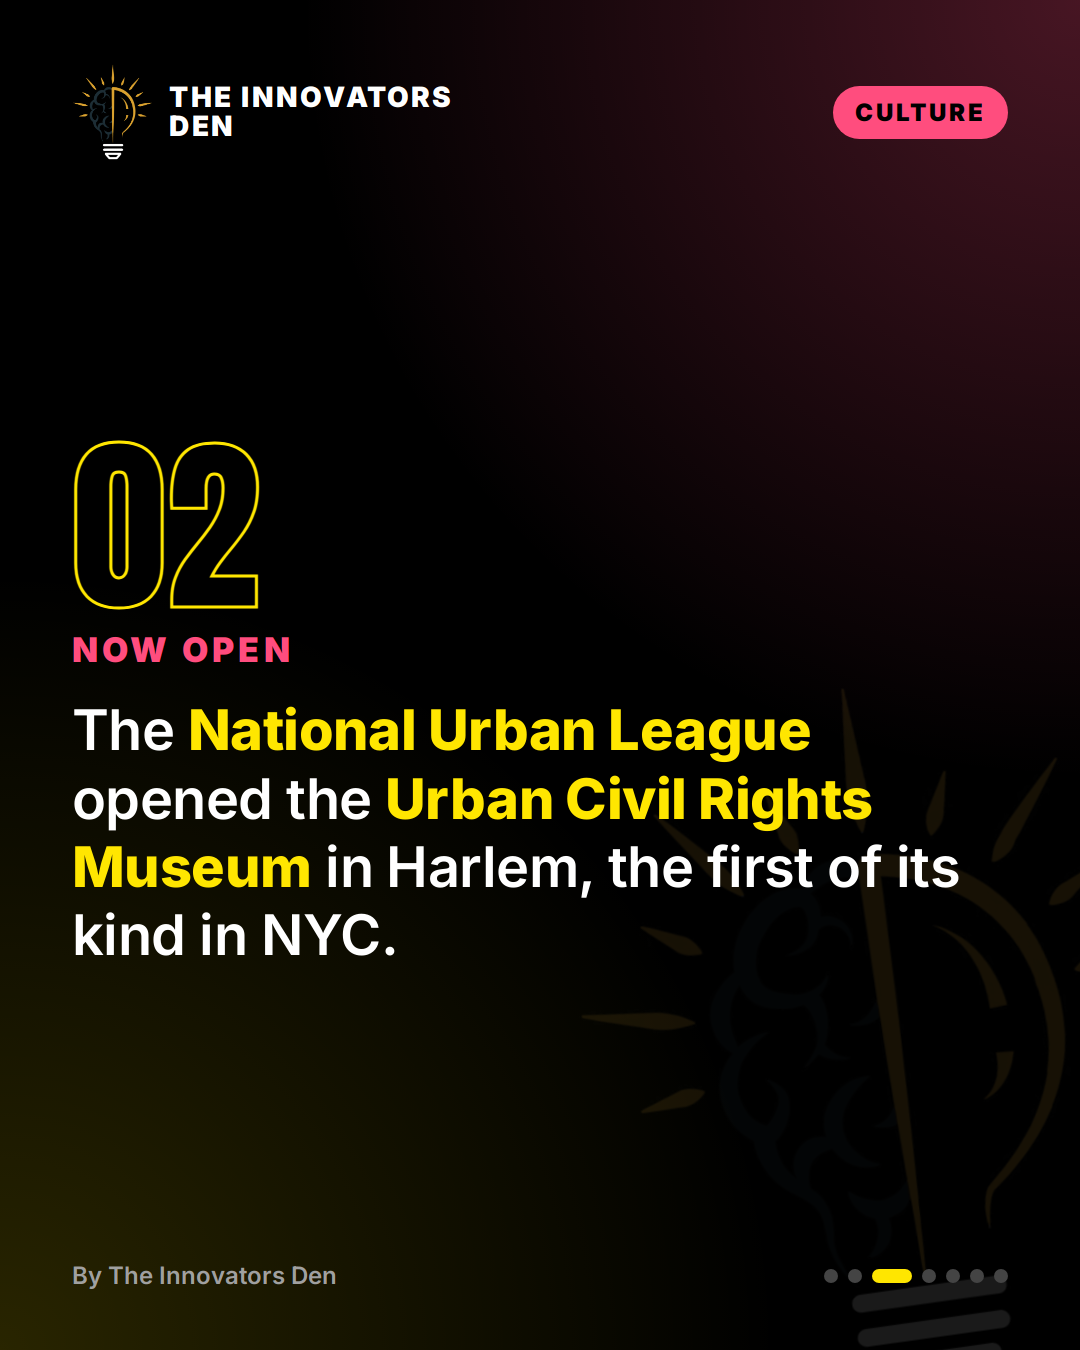 THE INNOVATORS
DEN
CULTURE
02
NOW OPEN
The National Urban League
opened the Urban Civil Rights
Museum in Harlem, the first of its
kind in NYC.
By The Innovators Den